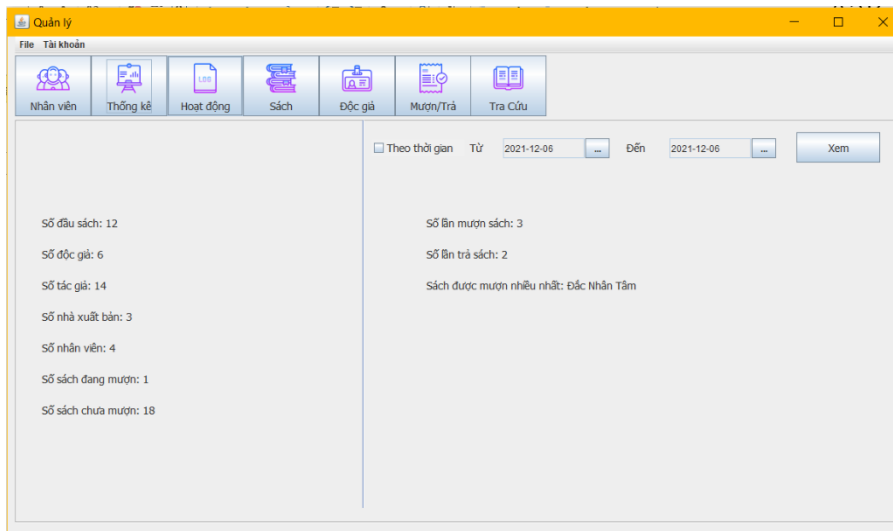 Quản lý
File Tài khoản
LOG
Nhân viên Thống kê Hoạt động Sách Độc giả Mượn/Trả Tra Cứu
Theo thời gian Từ 2021-12-06 ... Đến 2021-12-06 ... Xem
Số đầu sách: 12
Số độc giả: 6
Số tác giả: 14
Số nhà xuất bản: 3
Số nhân viên: 4
Số sách đang mượn: 1
Số sách chưa mượn: 18
Số lần mượn sách: 3
Số lần trả sách: 2
Sách được mượn nhiều nhất: Đắc Nhân Tâm